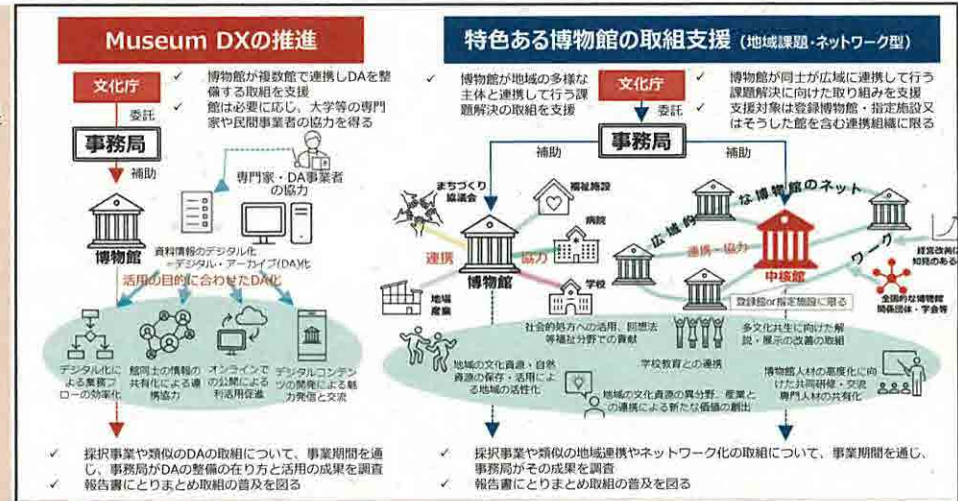 Museum DXの推進
文化庁
委託
事務局
補助
✓ 博物館が複数館で連携しDAを整
備する取組を支援
✓ 館は必要に応じ、大学等の専門
家や民間事業者の協力を得る
専門家・DA事業者
の協力
博物館
資料情報のデジタル化
=デジタル・アーカイブ(DA)化
活用の目的に合わせたDA化
デジタル化に
よる業務フ
ローの効率化
館同士の情報の
共有化による連
携協力
オンラインで
の公開による
利活用促進
デジタルコンテン
ツの開発による魅
力発信と交流
✓ 採択事業や類似のDAの取組について、事業期間を通
じ、事務局がDAの整備の在り方と活用の成果を調査
✓ 報告書にとりまとめ取組の普及を図る
特色ある博物館の取組支援 (地域課題・ネットワーク型)
✓ 博物館が地域の多様な
主体と連携して行う課
題解決の取組を支援
文化庁
委託
事務局
補助
補助
✓ 博物館が同士が広域に連携して行う
課題解決に向けた取り組みを支援
✓ 支援対象は登録博物館・指定施設又
はそうした館を含む連携組織に限る
まちづくり
協議会
福祉施設
病院
連携
協力
博物館
学校
地場
産業
広域的な博物館のネットワーク
連携・協力
中核館
登録館or指定施設に限る
経営改善に
知見のある
全国的な博物館
関係団体・学会等
社会的処方への活用、回想法
等福祉分野での貢献
多文化共生に向けた解
説・展示の改善の取組
地域の文化資源・自然
資源の保存・活用によ
る地域の活性化
学校教育との連携
地域の文化資源の異分野、産業と
の連携による新たな価値の創出
博物館人材の高度化に向
けた共同研修・交流
専門人材の共有化
✓ 採択事業や類似の地域連携やネットワーク化の取組について、事業期間を通じ、
事務局がその成果を調査
✓ 報告書にとりまとめ取組の普及を図る